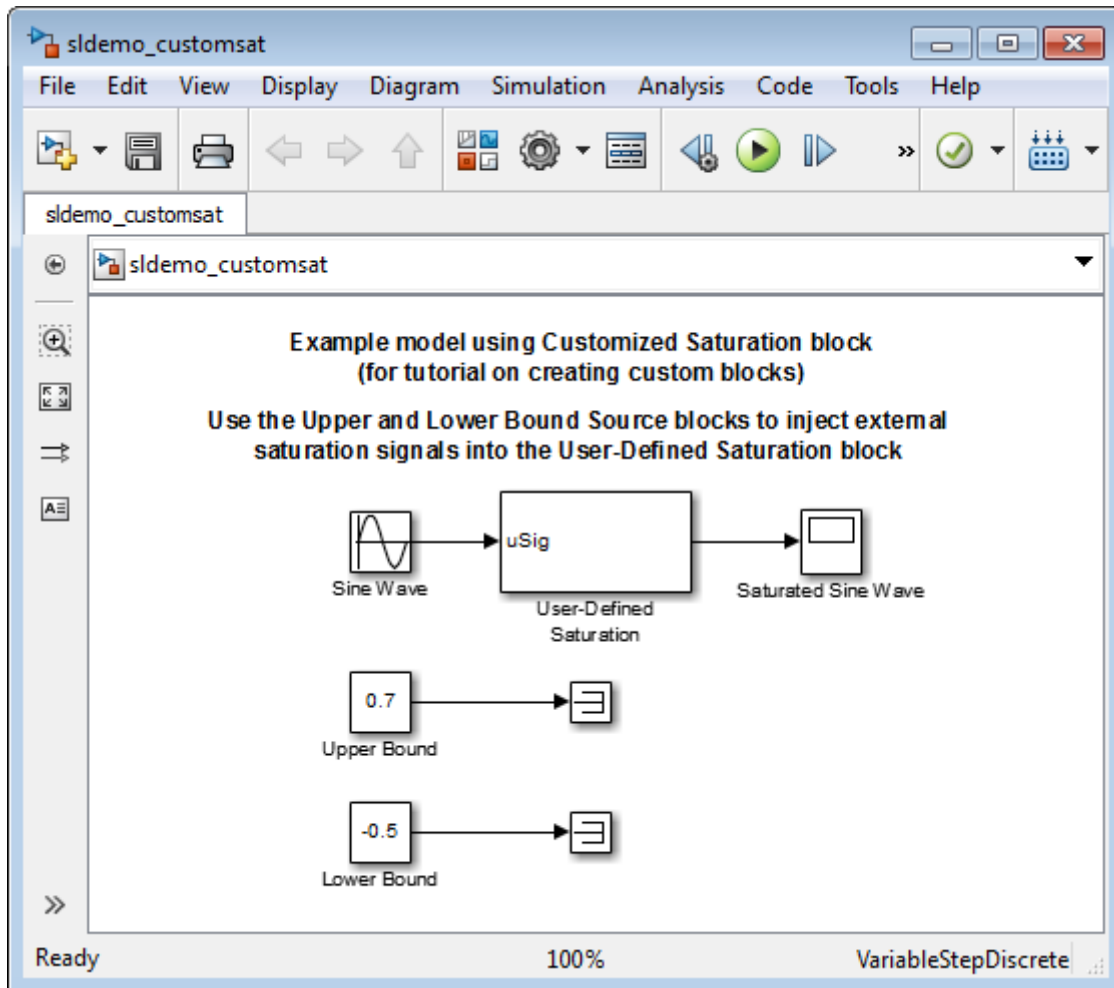 sldemo_customsat
File Edit View Display Diagram Simulation Analysis Code Tools Help
sldemo_customsat
sldemo_customsat
Example model using Customized Saturation block
(for tutorial on creating custom blocks)
Use the Upper and Lower Bound Source blocks to inject external
saturation signals into the User-Defined Saturation block
uSig
Sine Wave
User-Defined
Saturation
Saturated Sine Wave
0.7
Upper Bound
-0.5
Lower Bound
Ready 100% VariableStepDiscrete